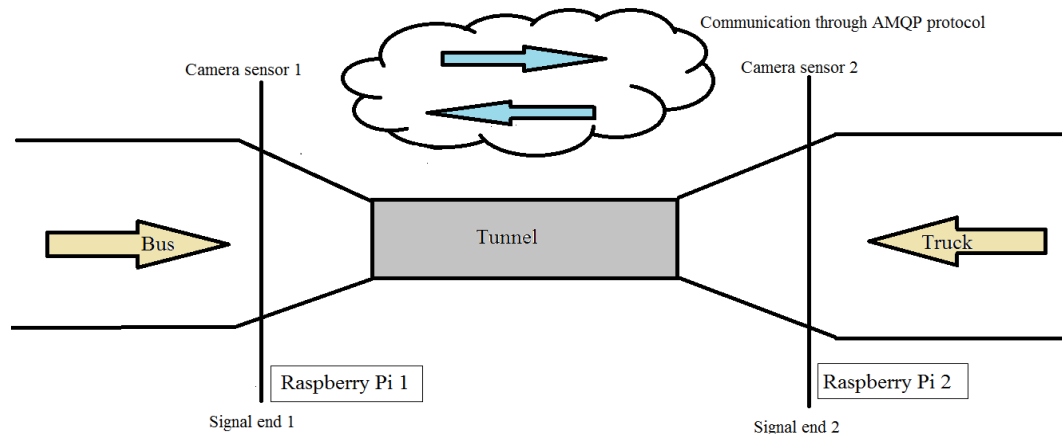 Communication through AMQP protocol
Camera sensor 1
Camera sensor 2
Bus
Tunnel
Truck
Raspberry Pi 1
Raspberry Pi 2
Signal end 1
Signal end 2